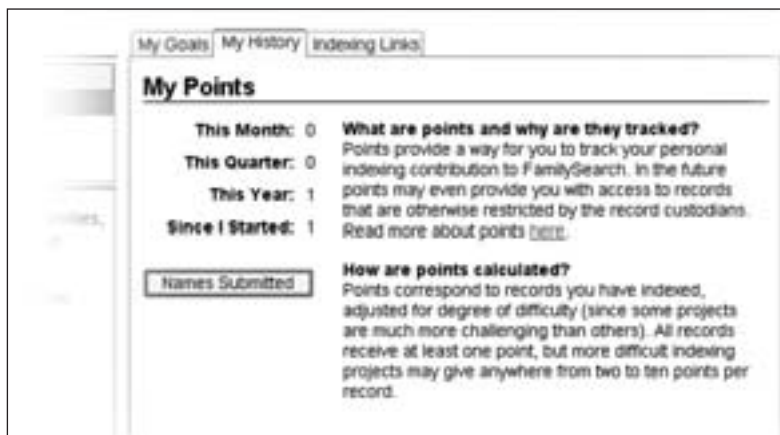 My Goals My History Indexing Links
My Points
This Month: 0
This Quarter: 0
This Year: 1
Since I Started: 1
Names Submitted
What are points and why are they tracked?
Points provide a way for you to track your personal
indexing contribution to FamilySearch. In the future
points may even provide you with access to records
that are otherwise restricted by the record custodians.
Read more about points here.
How are points calculated?
Points correspond to records you have indexed,
adjusted for degree of difficulty (since some projects
are much more challenging than others). All records
receive at least one point, but more difficult indexing
projects may give anywhere from two to ten points per
record.